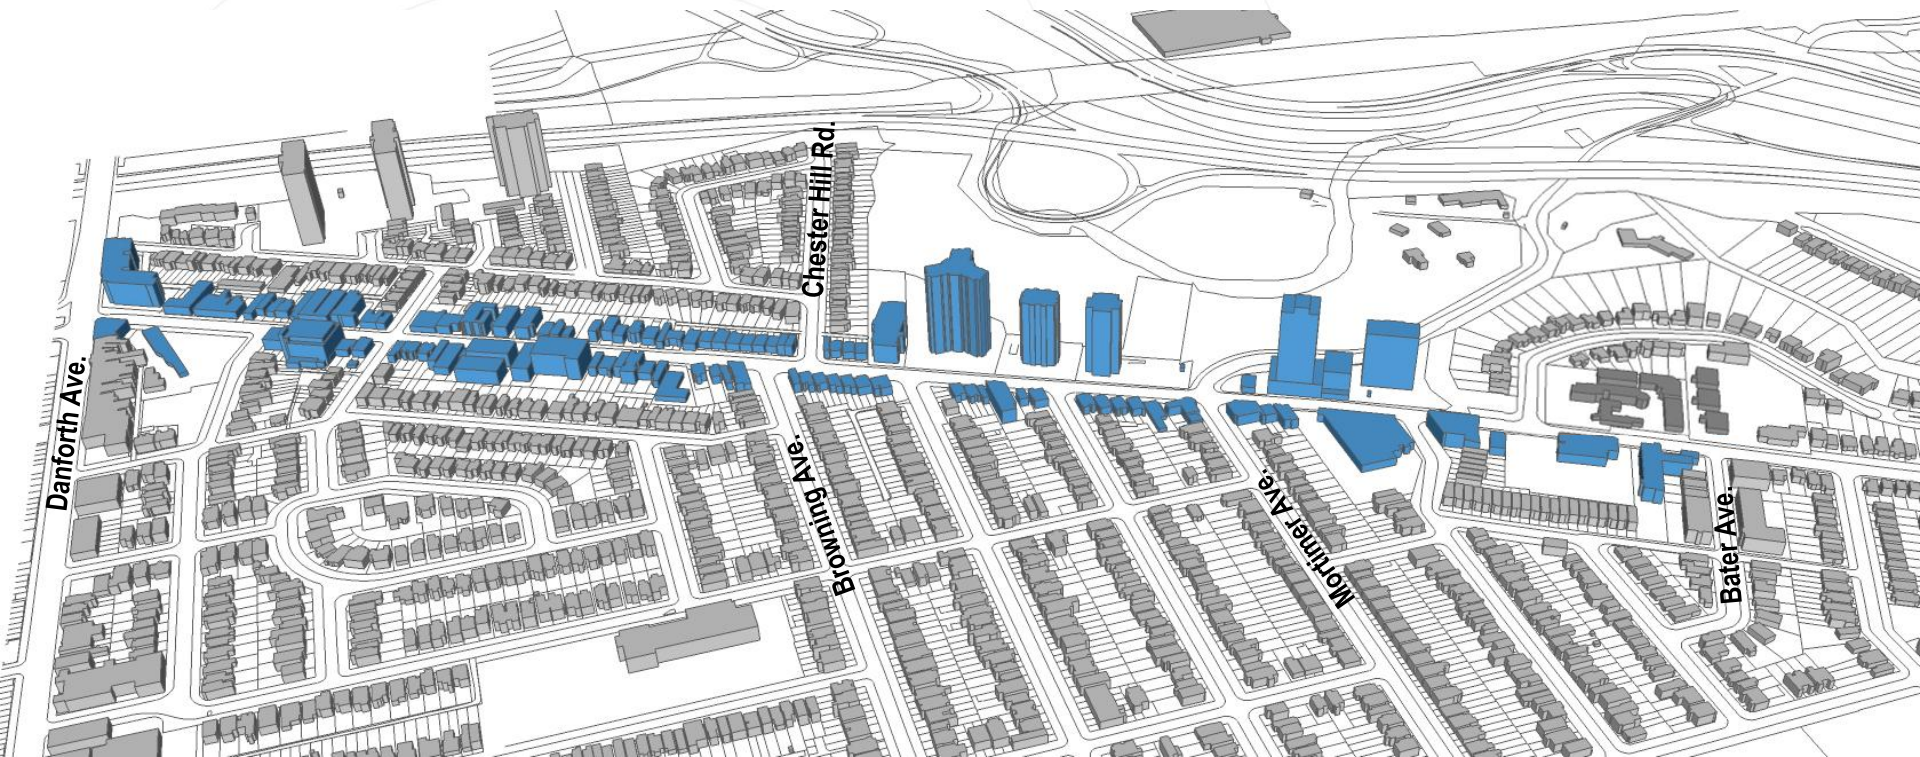 Danforth Ave.
Chester Hill Rd.
Browning Ave.
Mortimer Ave.
Bater Ave.